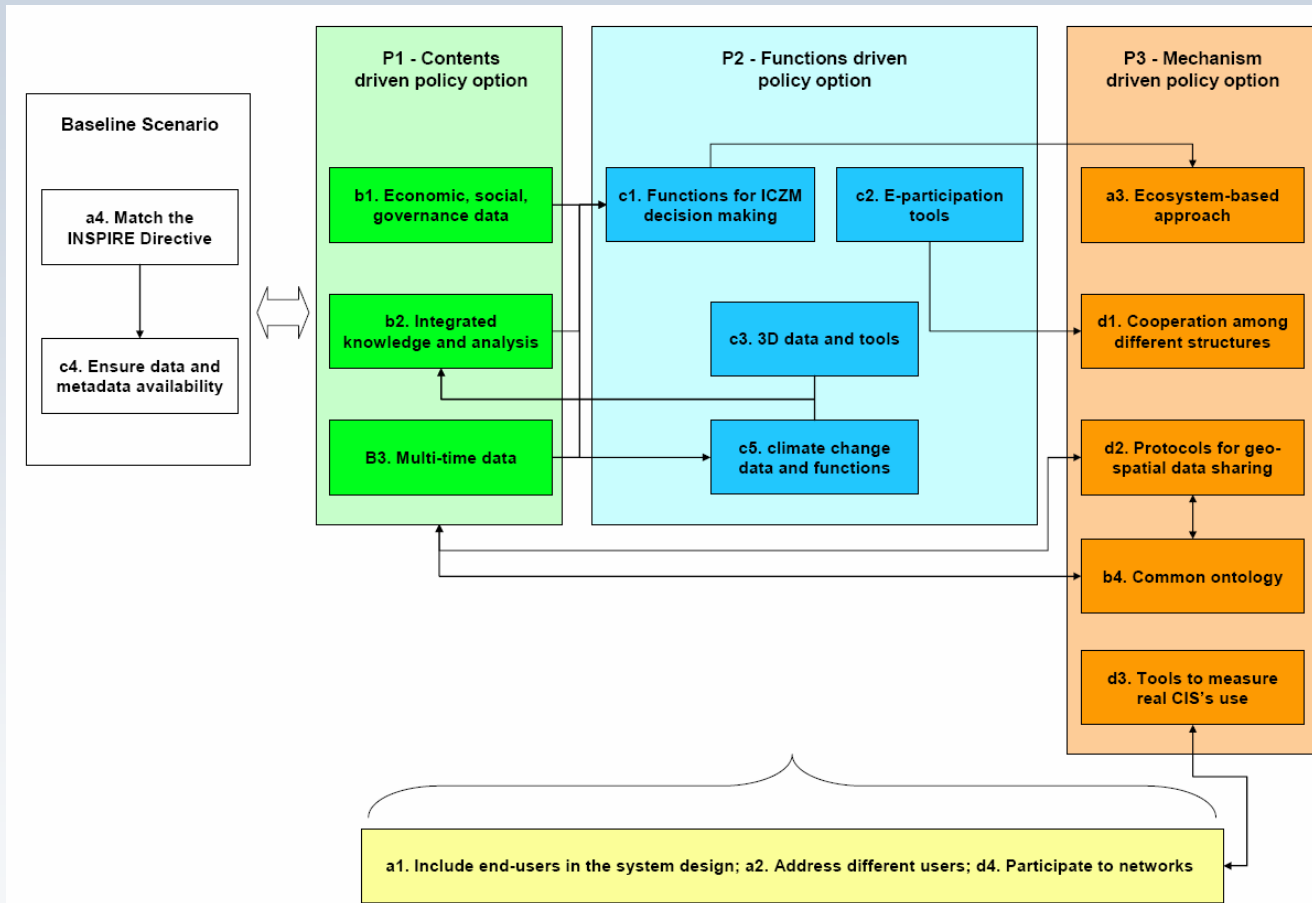 Baseline Scenario
a4. Match the
INSPIRE Directive
c4. Ensure data and
metadata availability
P1 - Contents
driven policy option
b1. Economic, social,
governance data
b2. Integrated
knowledge and analysis
B3. Multi-time data
P2 - Functions driven
policy option
c1. Functions for ICZM
decision making
c2. E-participation
tools
c3. 3D data and tools
c5. climate change
data and functions
P3 - Mechanism
driven policy option
a3. Ecosystem-based
approach
d1. Cooperation among
different structures
d2. Protocols for geo-
spatial data sharing
b4. Common ontology
d3. Tools to measure
real CIS's use
a1. Include end-users in the system design; a2. Address different users; d4. Participate to networks